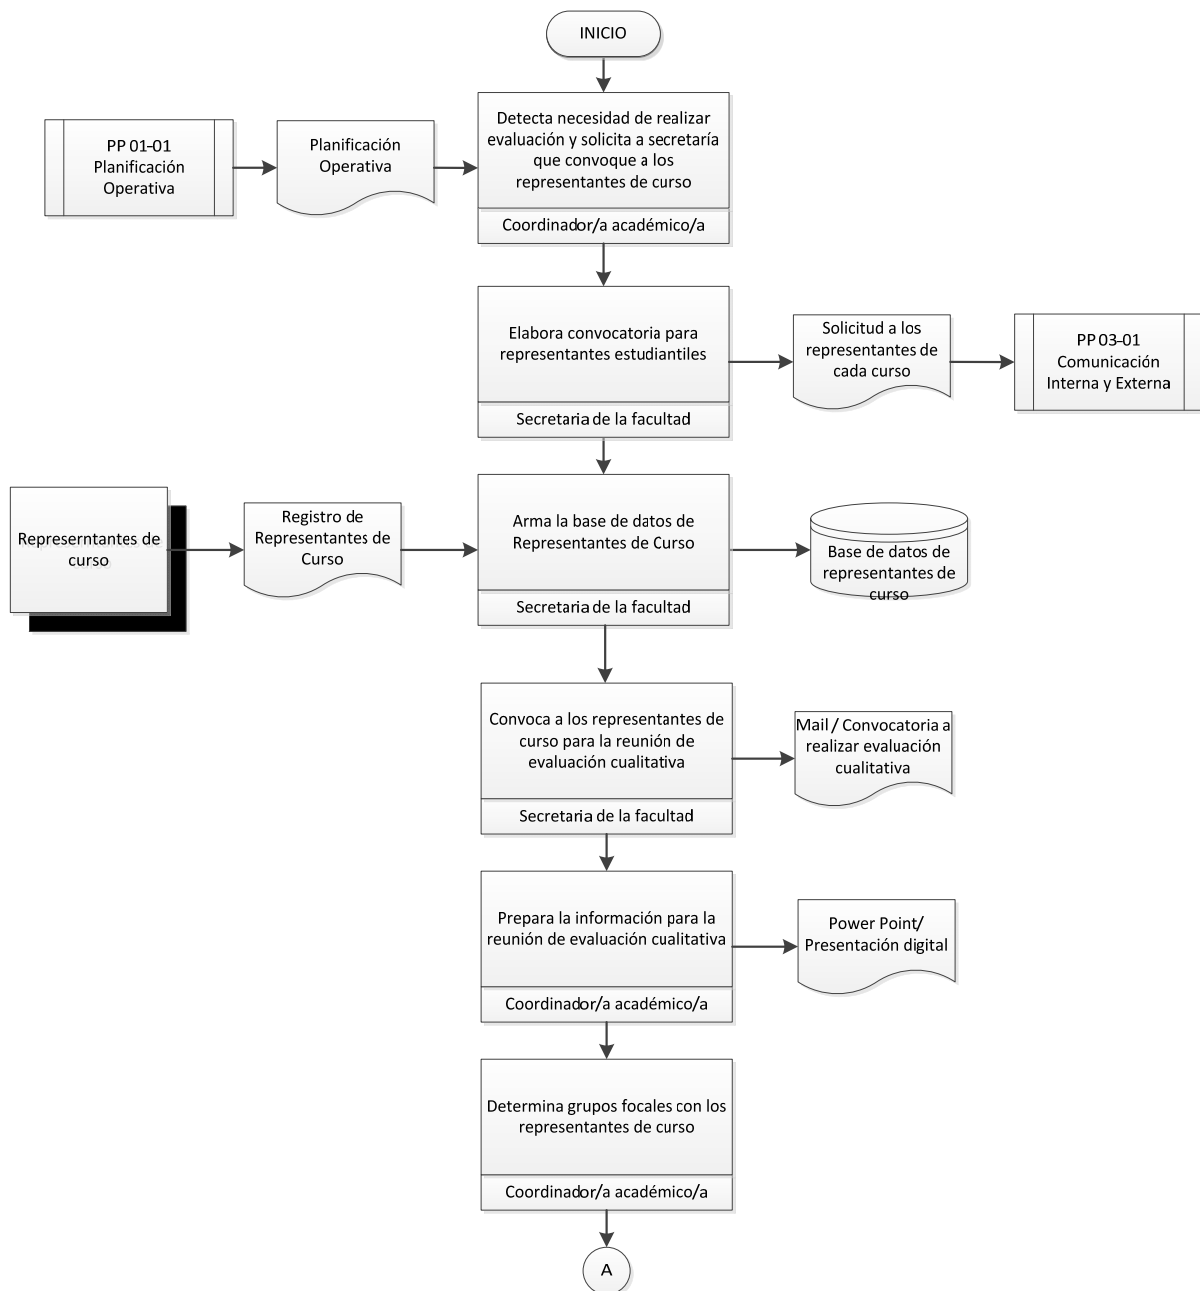 INICIO
Detecta necesidad de realizar
evaluación y solicita a secretaría
que convoque a los
representantes de curso
Coordinador/a académico/a
PP 01-01
Planificación
Operativa
Planificación
Operativa
Elabora convocatoria para
representantes estudiantiles
Secretaria de la facultad
Solicitud a los
representantes de
cada curso
PP 03-01
Comunicación
Interna y Externa
Represerntantes de
curso
Registro de
Representantes de
Curso
Arma la base de datos de
Representantes de Curso
Secretaria de la facultad
Base de datos de
representantes de
curso
Convoca a los representantes de
curso para la reunión de
evaluación cualitativa
Secretaria de la facultad
Mail / Convocatoria a
realizar evaluación
cualitativa
Prepara la información para la
reunión de evaluación cualitativa
Coordinador/a académico/a
Power Point/
Presentación digital
Determina grupos focales con los
representantes de curso
Coordinador/a académico/a
A